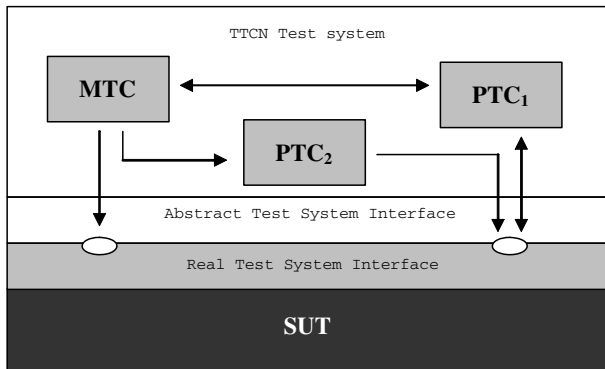 TTCN Test system
MTC
PTC₁
PTC₂
Abstract Test System Interface
Real Test System Interface
SUT